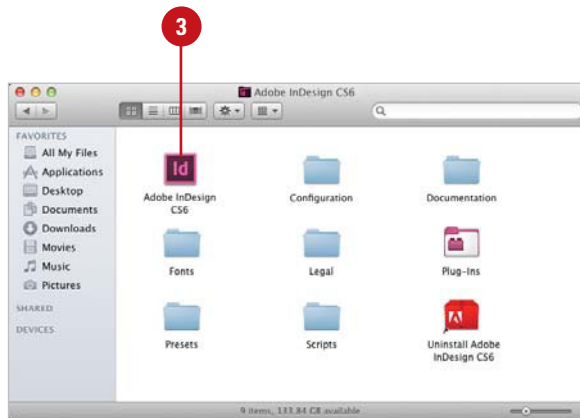 3
Adobe InDesign CS6
FAVORITES
All My Files
Applications
Desktop
Documents
Downloads
Movies
Music
Pictures
SHARED
DEVICES
Id
Adobe InDesign
CS6
Configuration
Documentation
Fonts
Legal
Plug-Ins
Presets
Scripts
Uninstall Adobe
InDesign CS6
9 items, 133.84 GB available